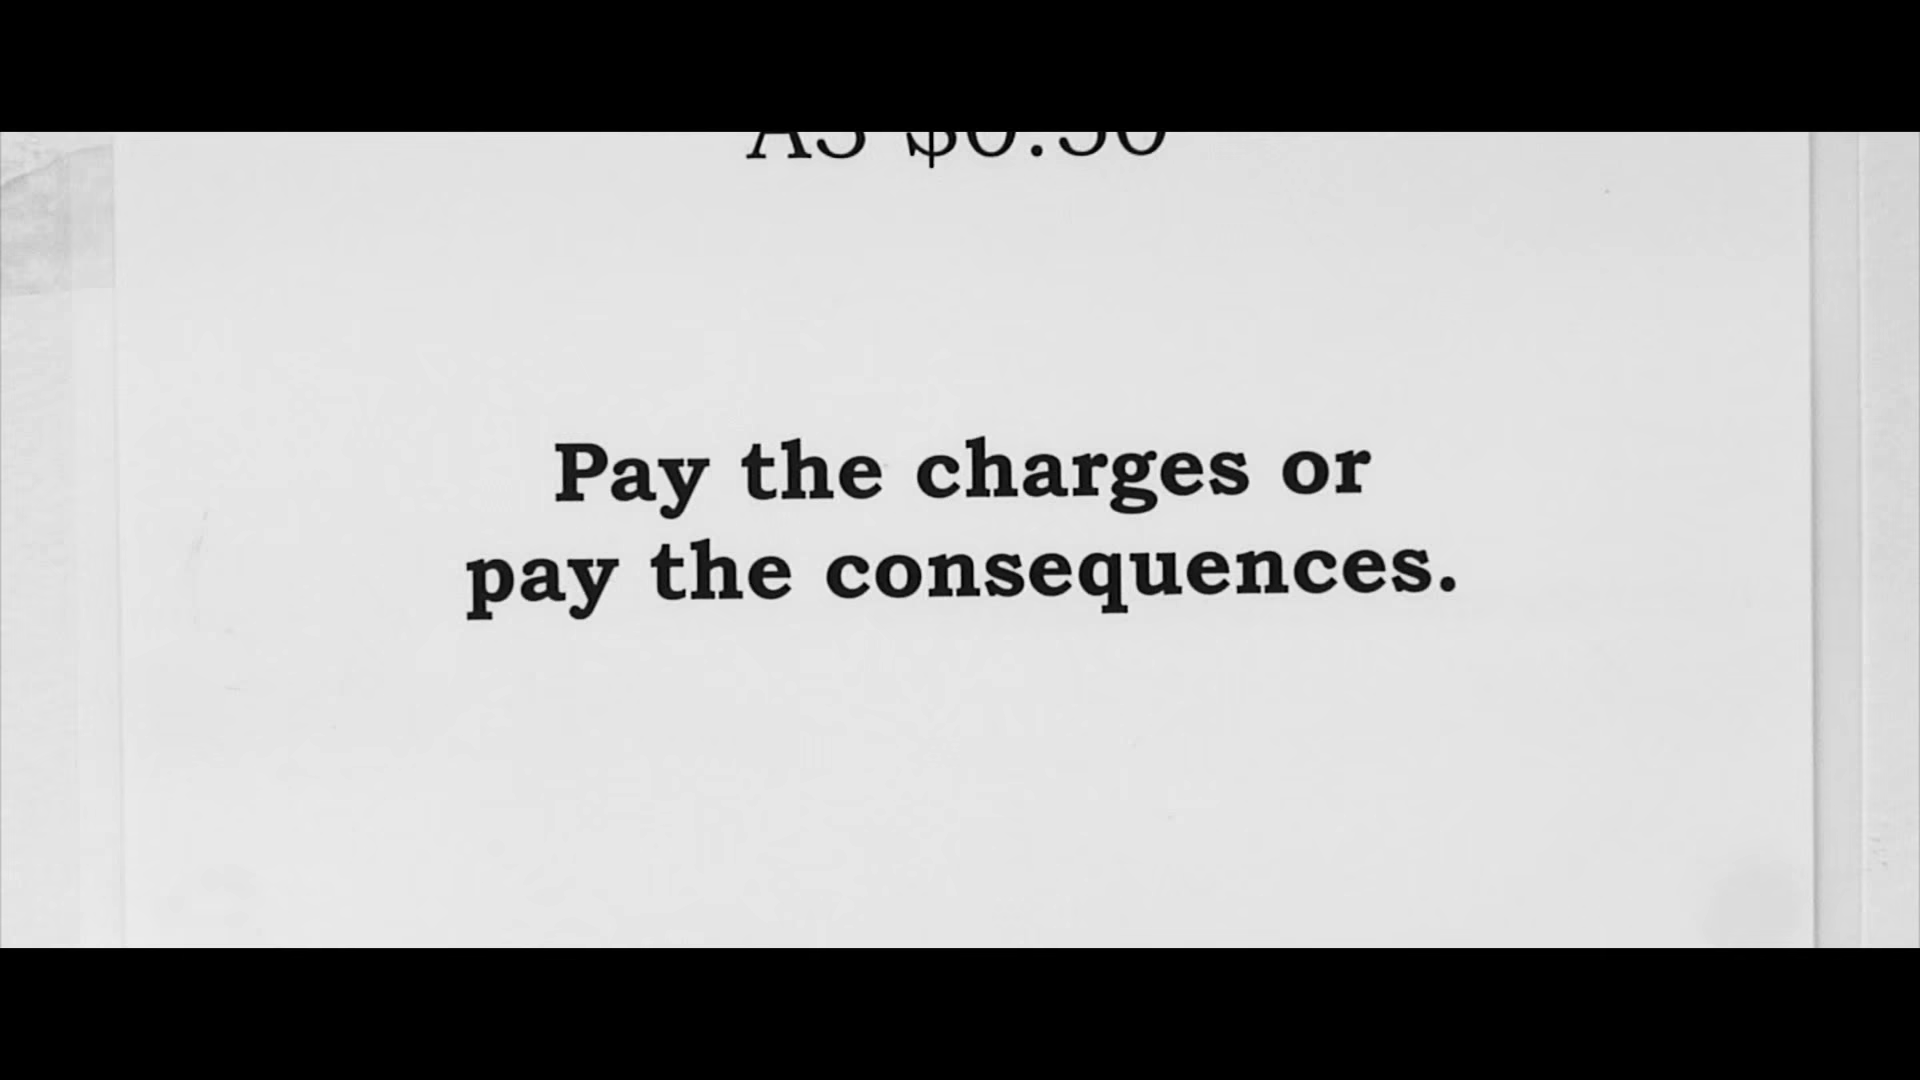 Pay the charges or
pay the consequences.